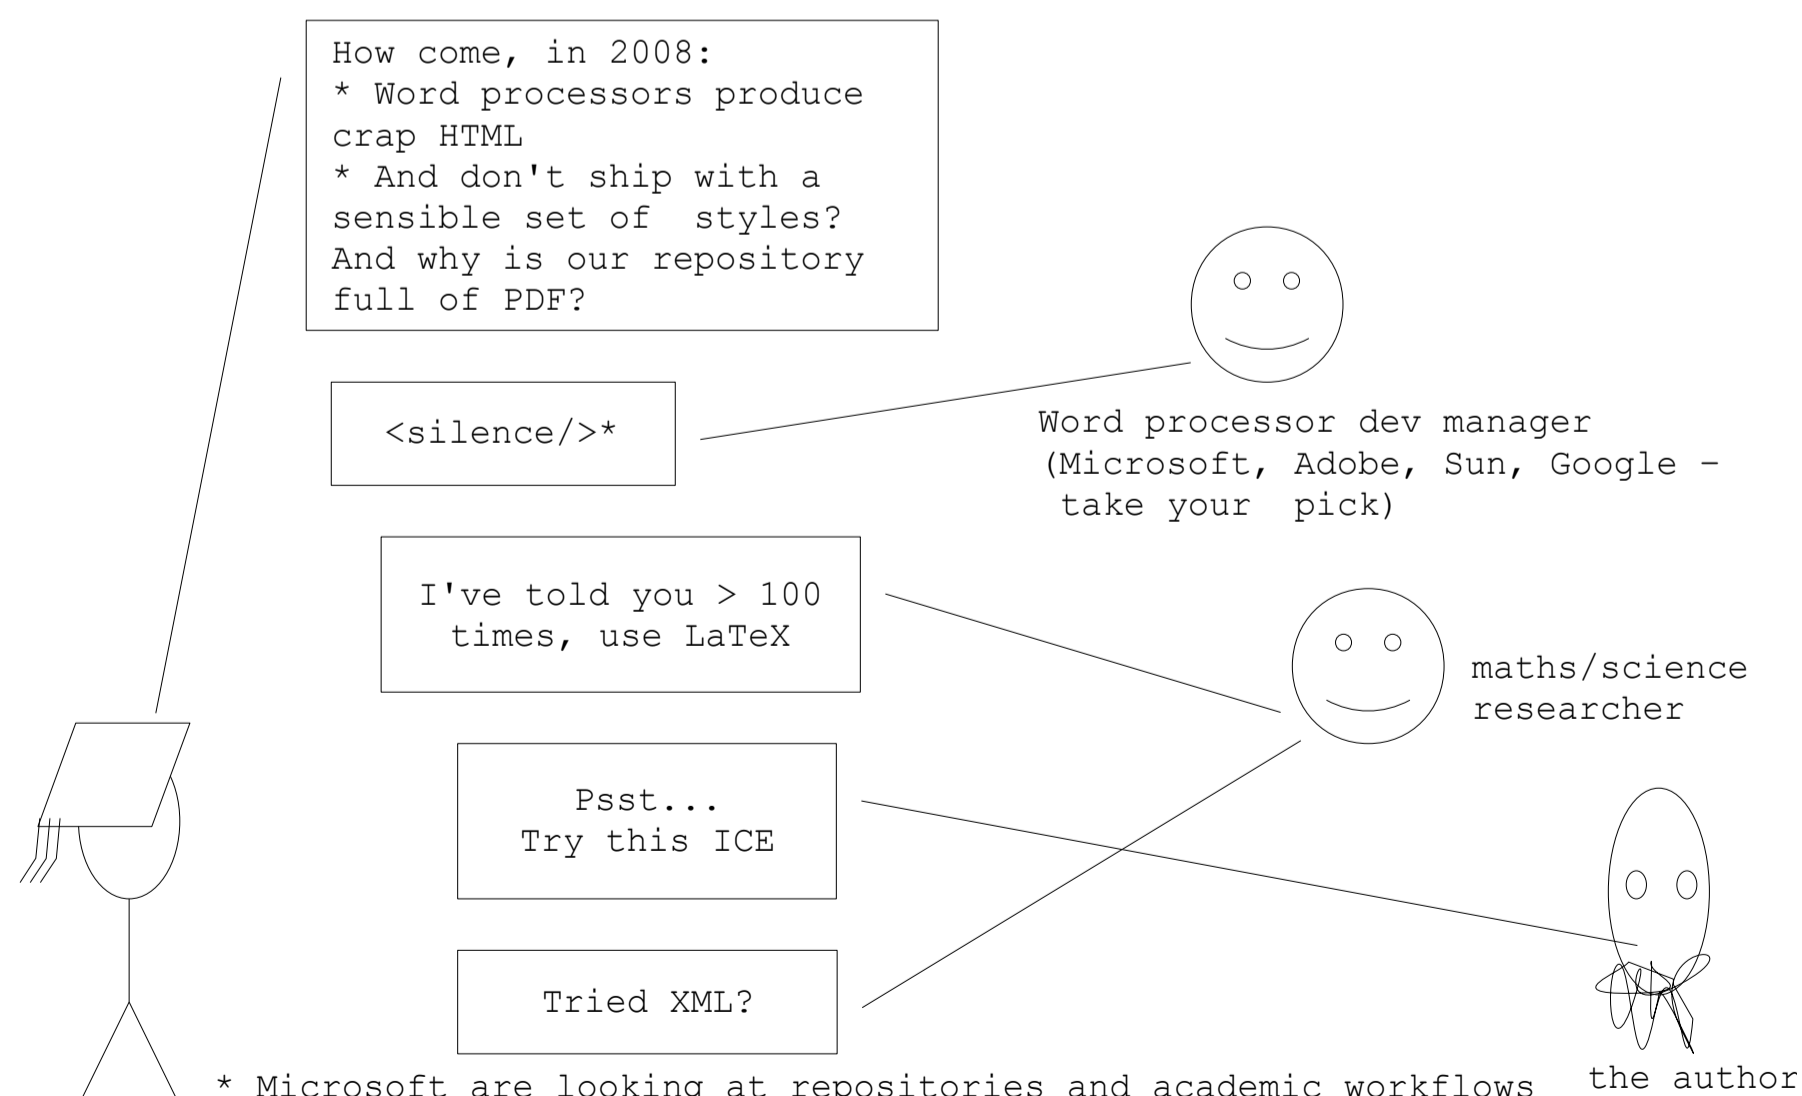 How come, in 2008:
* Word processors produce
crap HTML
* And don't ship with a
sensible set of  styles?
And why is our repository
full of PDF?
<silence/>*
Word processor dev manager
(Microsoft, Adobe, Sun, Google –
take your  pick)
I've told you > 100
times, use LaTeX
maths/science
researcher
Psst...
Try this ICE
Tried XML?
the author
* Microsoft are looking at repositories and academic workflows